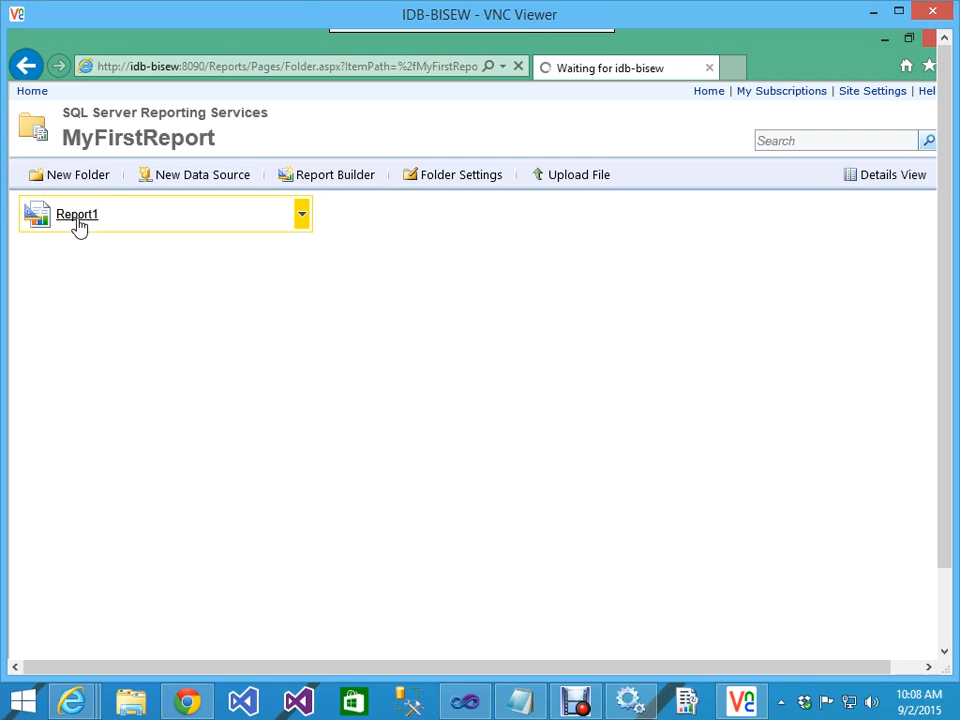 IDB-BISEW - VNC Viewer
http://idb-bisew:8090/Reports/Pages/Folder.aspx?ItemPath=%2fMyFirstRepo
Waiting for idb-bisew
Home
Home | My Subscriptions | Site Settings | Hel
SQL Server Reporting Services
MyFirstReport
Search
New Folder
New Data Source
Report Builder
Folder Settings
Upload File
Details View
Report1
10:08 AM
9/2/2015